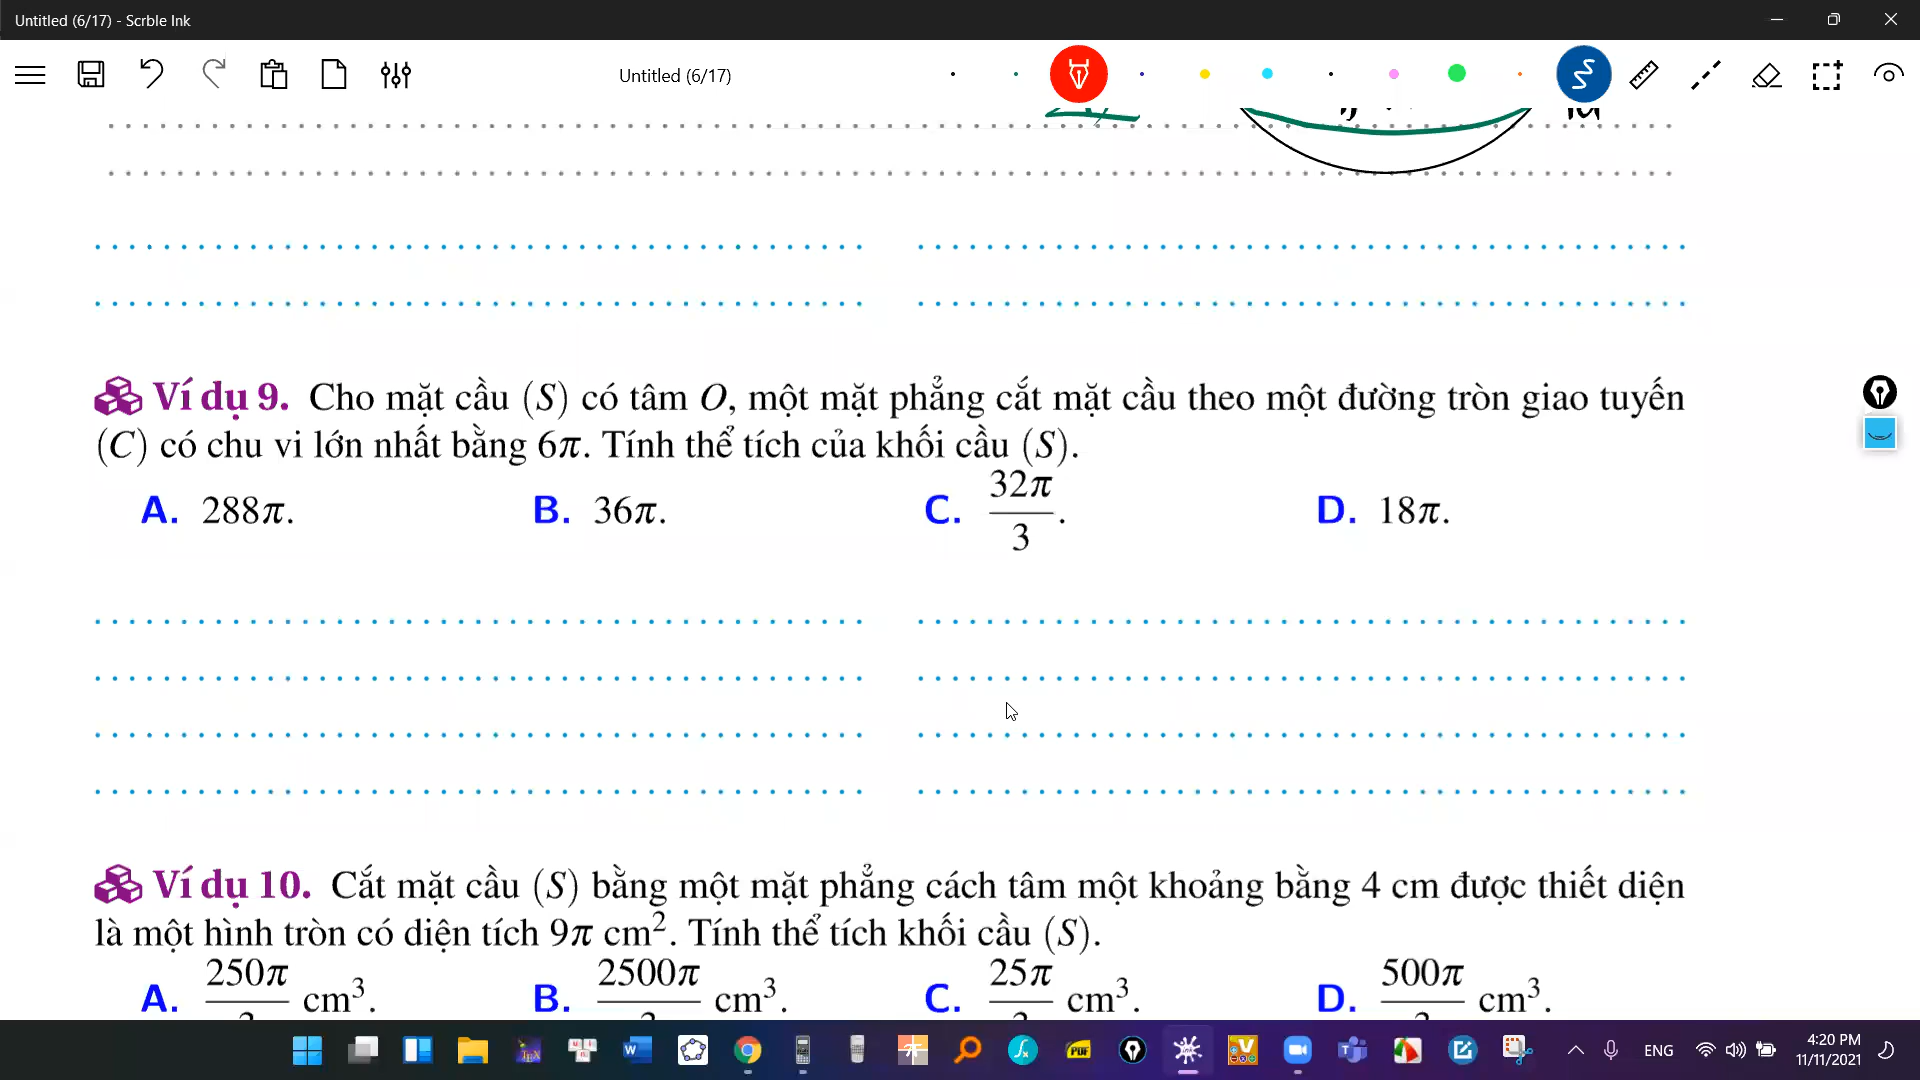 Untitled (6/17) - Scrble Ink
Untitled (6/17)
Ví dụ 9. Cho mặt cầu (S) có tâm O, một mặt phẳng cắt mặt cầu theo một đường tròn giao tuyến
(C) có chu vi lớn nhất bằng 6π. Tính thể tích của khối cầu (S).
A. 288π. B. 36π. C. 32π/3. D. 18π.
Ví dụ 10. Cắt mặt cầu (S) bằng một mặt phẳng cách tâm một khoảng bằng 4 cm được thiết diện
là một hình tròn có diện tích 9π cm². Tính thể tích khối cầu (S).
A. 250π cm³. B. 2500π cm³. C. 25π cm³. D. 500π cm³.
ENG
4:20 PM
11/11/2021